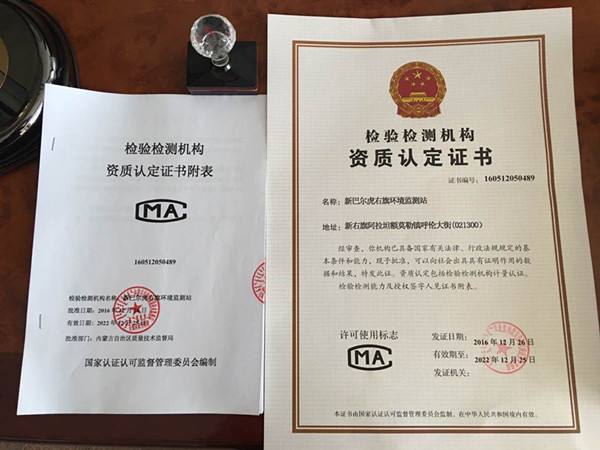 检验检测机构
资质认定证书附表
CMA
160512050489
检验检测机构名称:新巴尔虎右旗环境监测站
批准日期:2016
有效日期:2022
批准部门:内蒙古自治区质量技术监督局
国家认证认可监督管理委员会编制
检验检测机构
资质认定证书
证书编号:160512050489
名称:新巴尔虎右旗环境监测站
地址:新右旗阿拉坦额莫勒镇呼伦大街(021300)
经审查,你机构已具备国家有关法律、行政法规规定的基
本条件和能力,现予批准,可以向社会出具具有证明作用的数
据和结果,特发此证。资质认定包括检验检测机构计量认证。
检验检测能力及授权签字人见证书附表。
许可使用标志
CMA
发证日期:2016年12月26日
有效期至:2022年12月25日
发证机关:
本证书由国家认证认可监督管理委员会监制,在中华人民共和国境内有效。